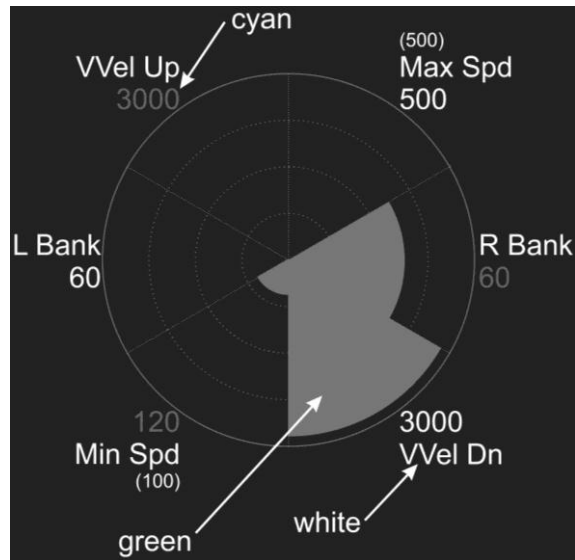 cyan
VVel Up
3000
(500)
Max Spd
500
L Bank
60
R Bank
60
120
Min Spd
(100)
3000
VVel Dn
green
white